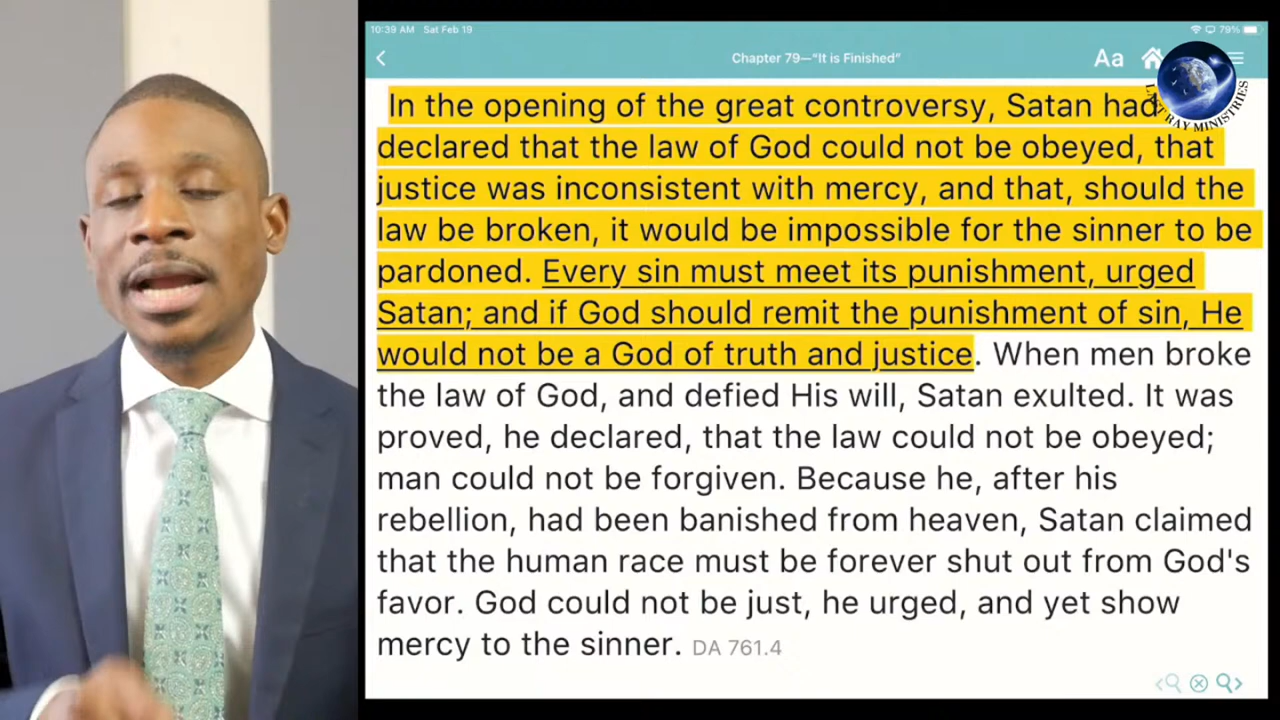 10:39 AM Sat Feb 19
79%
Chapter 79—“It is Finished”
Aa
In the opening of the great controversy, Satan had
declared that the law of God could not be obeyed, that
justice was inconsistent with mercy, and that, should the
law be broken, it would be impossible for the sinner to be
pardoned. Every sin must meet its punishment, urged
Satan; and if God should remit the punishment of sin, He
would not be a God of truth and justice. When men broke
the law of God, and defied His will, Satan exulted. It was
proved, he declared, that the law could not be obeyed;
man could not be forgiven. Because he, after his
rebellion, had been banished from heaven, Satan claimed
that the human race must be forever shut out from God's
favor. God could not be just, he urged, and yet show
mercy to the sinner. DA 761.4
RAY MINISTRIES